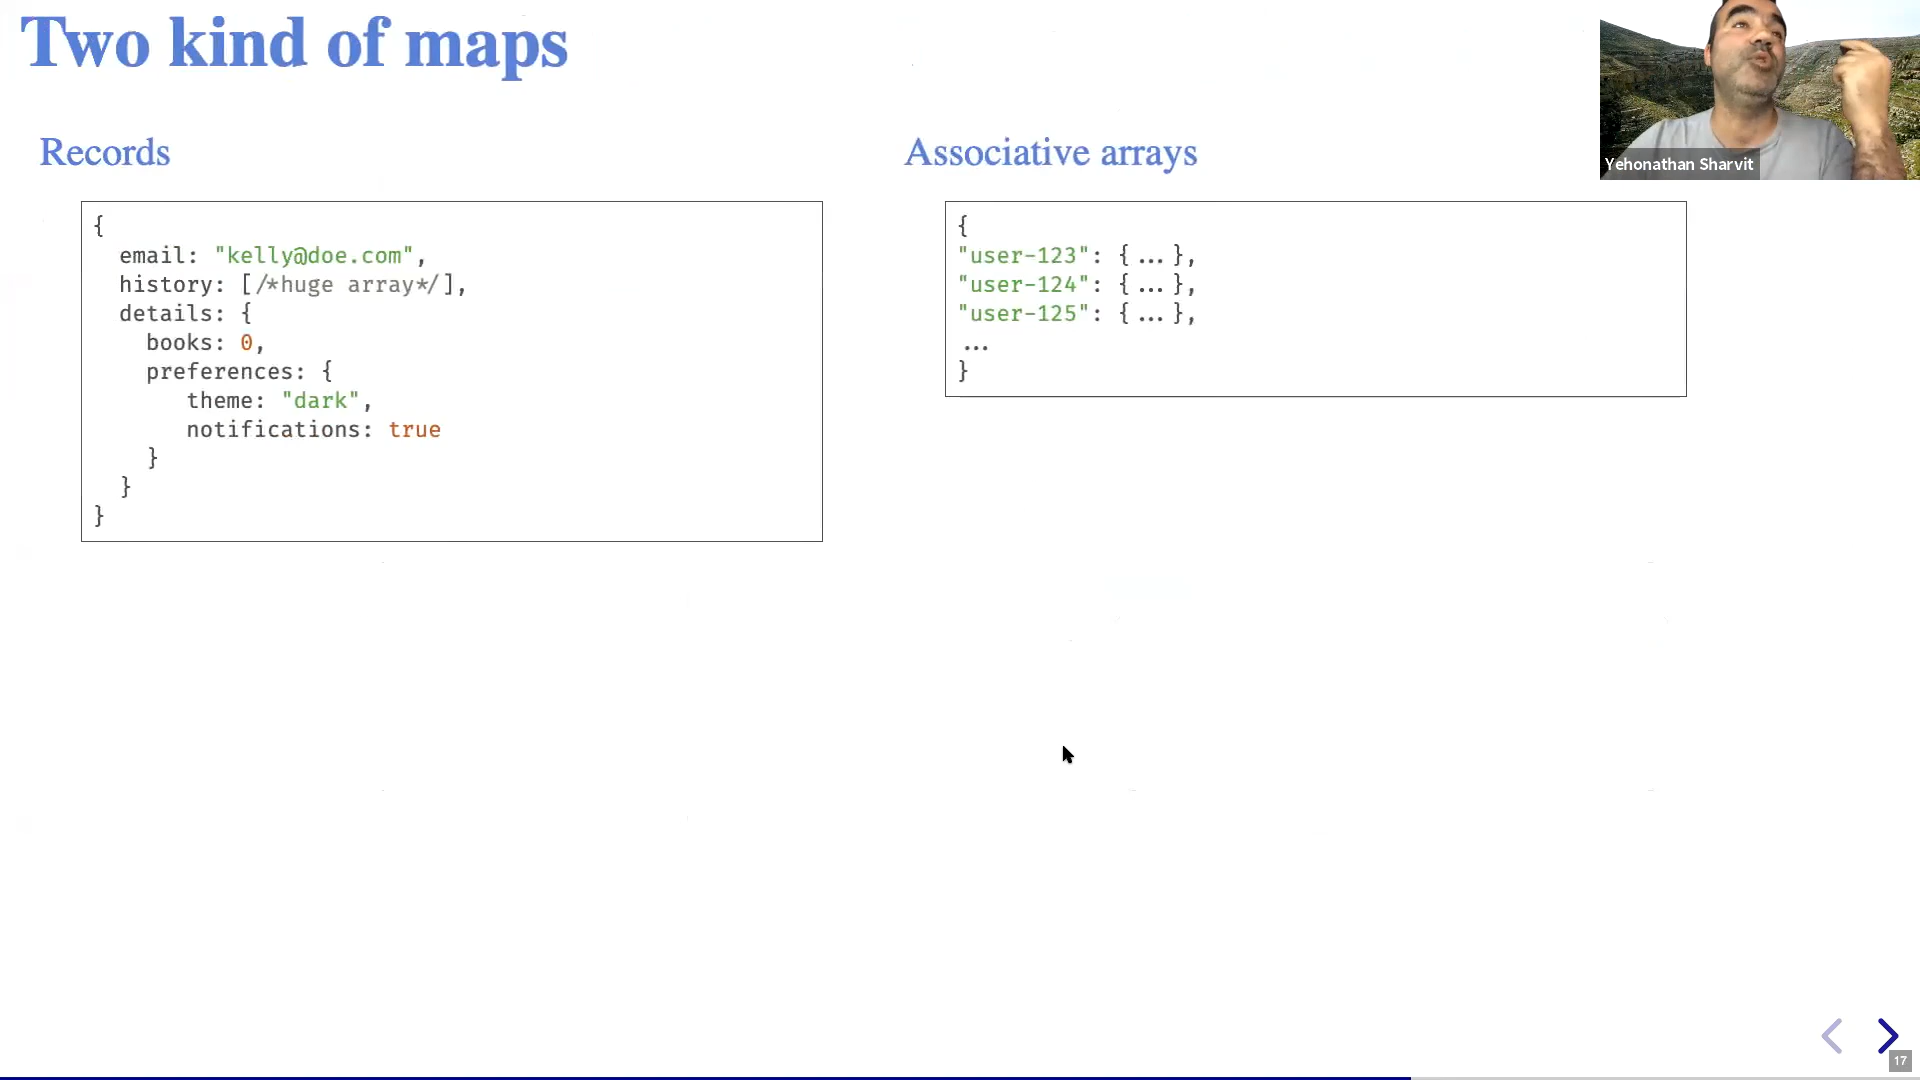 Two kind of maps
Records
{
  email: "kelly@doe.com",
  history: [/*huge array*/],
  details: {
    books: 0,
    preferences: {
       theme: "dark",
       notifications: true
    }
  }
}
Associative arrays
{
"user-123": { ... },
"user-124": { ... },
"user-125": { ... },
...
}
Yehonathan Sharvit
17